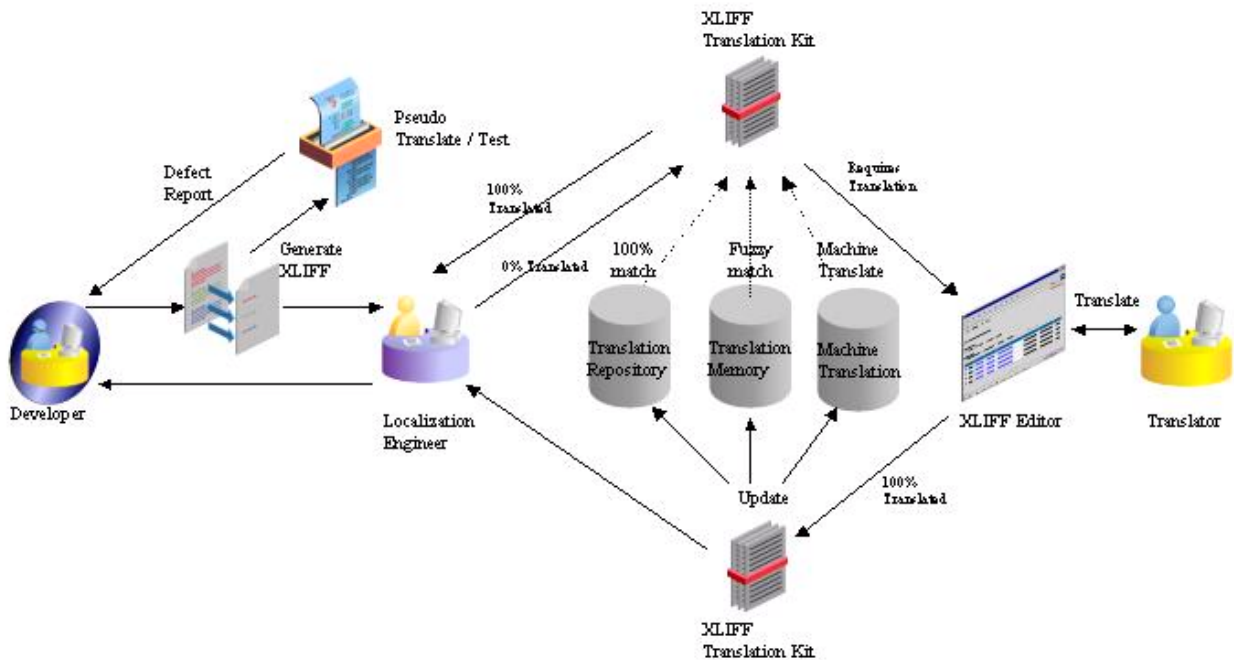 XLIFF
Translation Kit
Pseudo
Translate / Test
Defect
Report
100%
Translated
Requires
Translation
Generate
XLIFF
0% Translated
100%
match
Fuzzy
match
Machine
Translate
Translate
Translation
Repository
Translation
Memory
Machine
Translation
Developer
Localization
Engineer
XLIFF Editor
Translator
100%
Translated
Update
XLIFF
Translation Kit